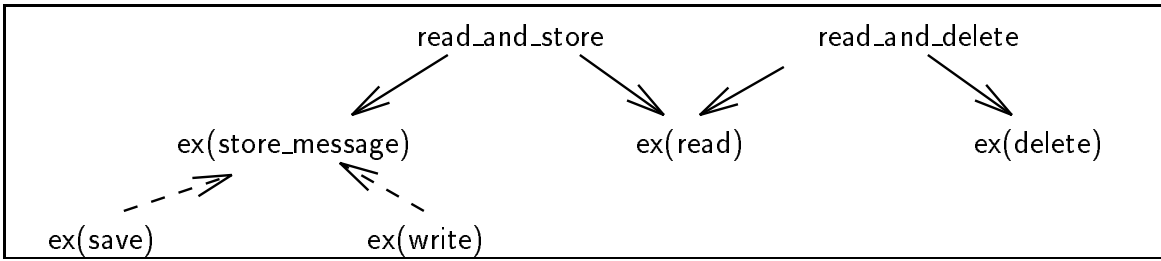 read_and_store read_and_delete
ex(store_message) ex(read) ex(delete)
ex(save) ex(write)